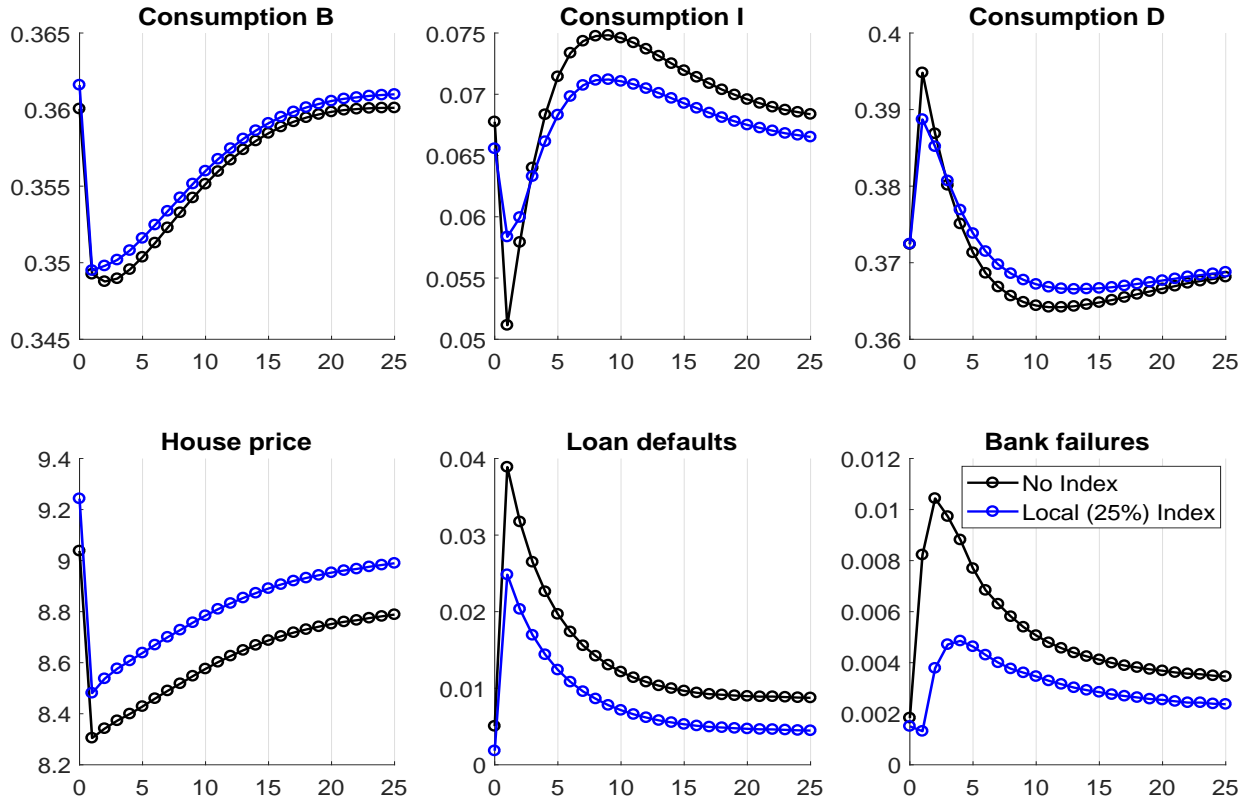 Consumption B Consumption I Consumption D
0.365 0.075 0.4
0.07 0.39
0.36
0.065
0.355 0.38
0.06
0.35 0.37
0.055
0.345 0.05 0.36
0 5 10 15 20 25 0 5 10 15 20 25 0 5 10 15 20 25
House price Loan defaults Bank failures
9.4 0.04 0.012
No Index
9.2 0.01
Local (25%) Index
0.03
9 0.008
8.8 0.02 0.006
8.6 0.004
0.01
8.4 0.002
8.2 0 0
0 5 10 15 20 25 0 5 10 15 20 25 0 5 10 15 20 25